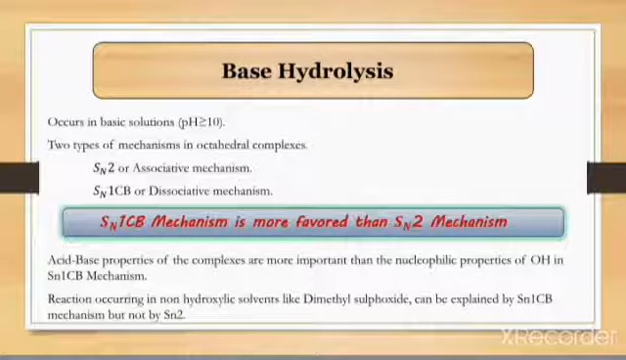 Base Hydrolysis
Occurs in basic solutions (pH≥10).
Two types of mechanisms in octahedral complexes.
SN2 or Associative mechanism.
SN1CB or Dissociative mechanism.
SN1CB Mechanism is more favored than SN2 Mechanism
Acid-Base properties of the complexes are more important than the nucleophilic properties of OH in
Sn1CB Mechanism.
Reaction occurring in non hydroxylic solvents like Dimethyl sulphoxide, can be explained by Sn1CB
mechanism but not by Sn2.
XRecorder